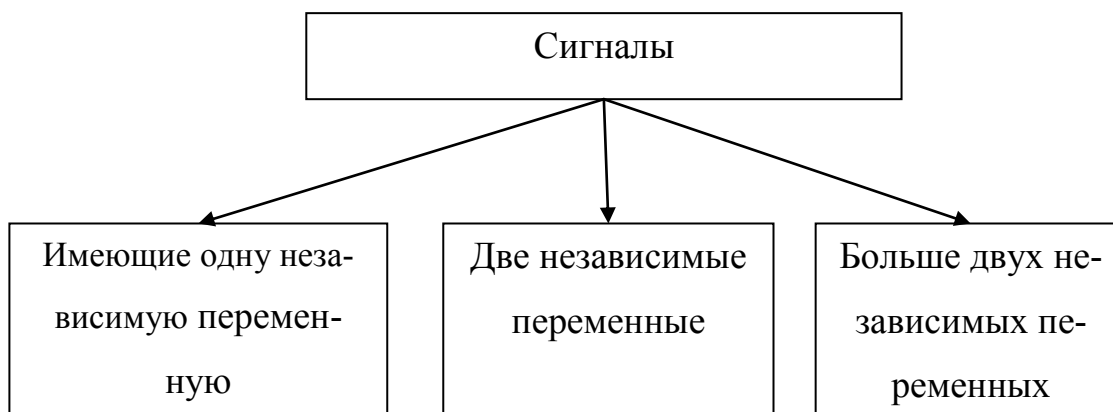 Сигналы
Имеющие одну неза-
висимую перемен-
ную
Две независимые
переменные
Больше двух не-
зависимых пе-
ременных